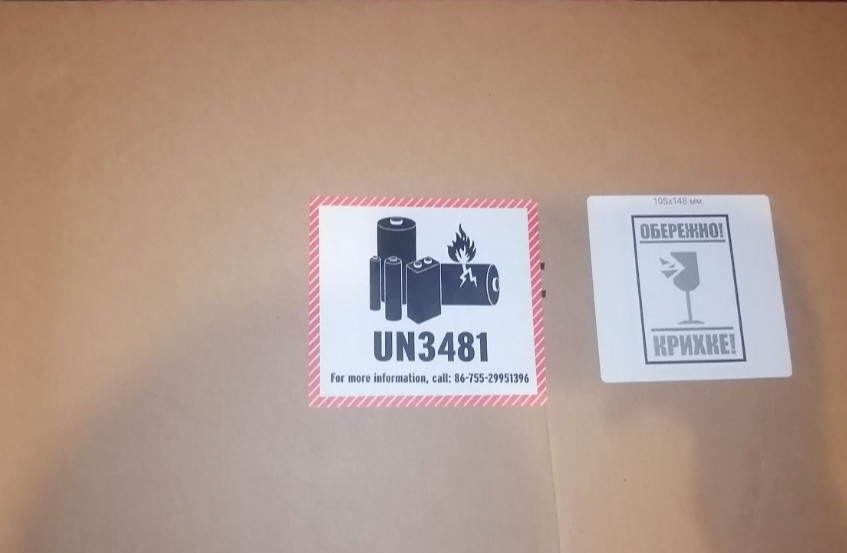 UN3481
For more information, call: 86-755-29951396
105x148 мм.
ОБЕРЕЖНО!
КРИХКЕ!